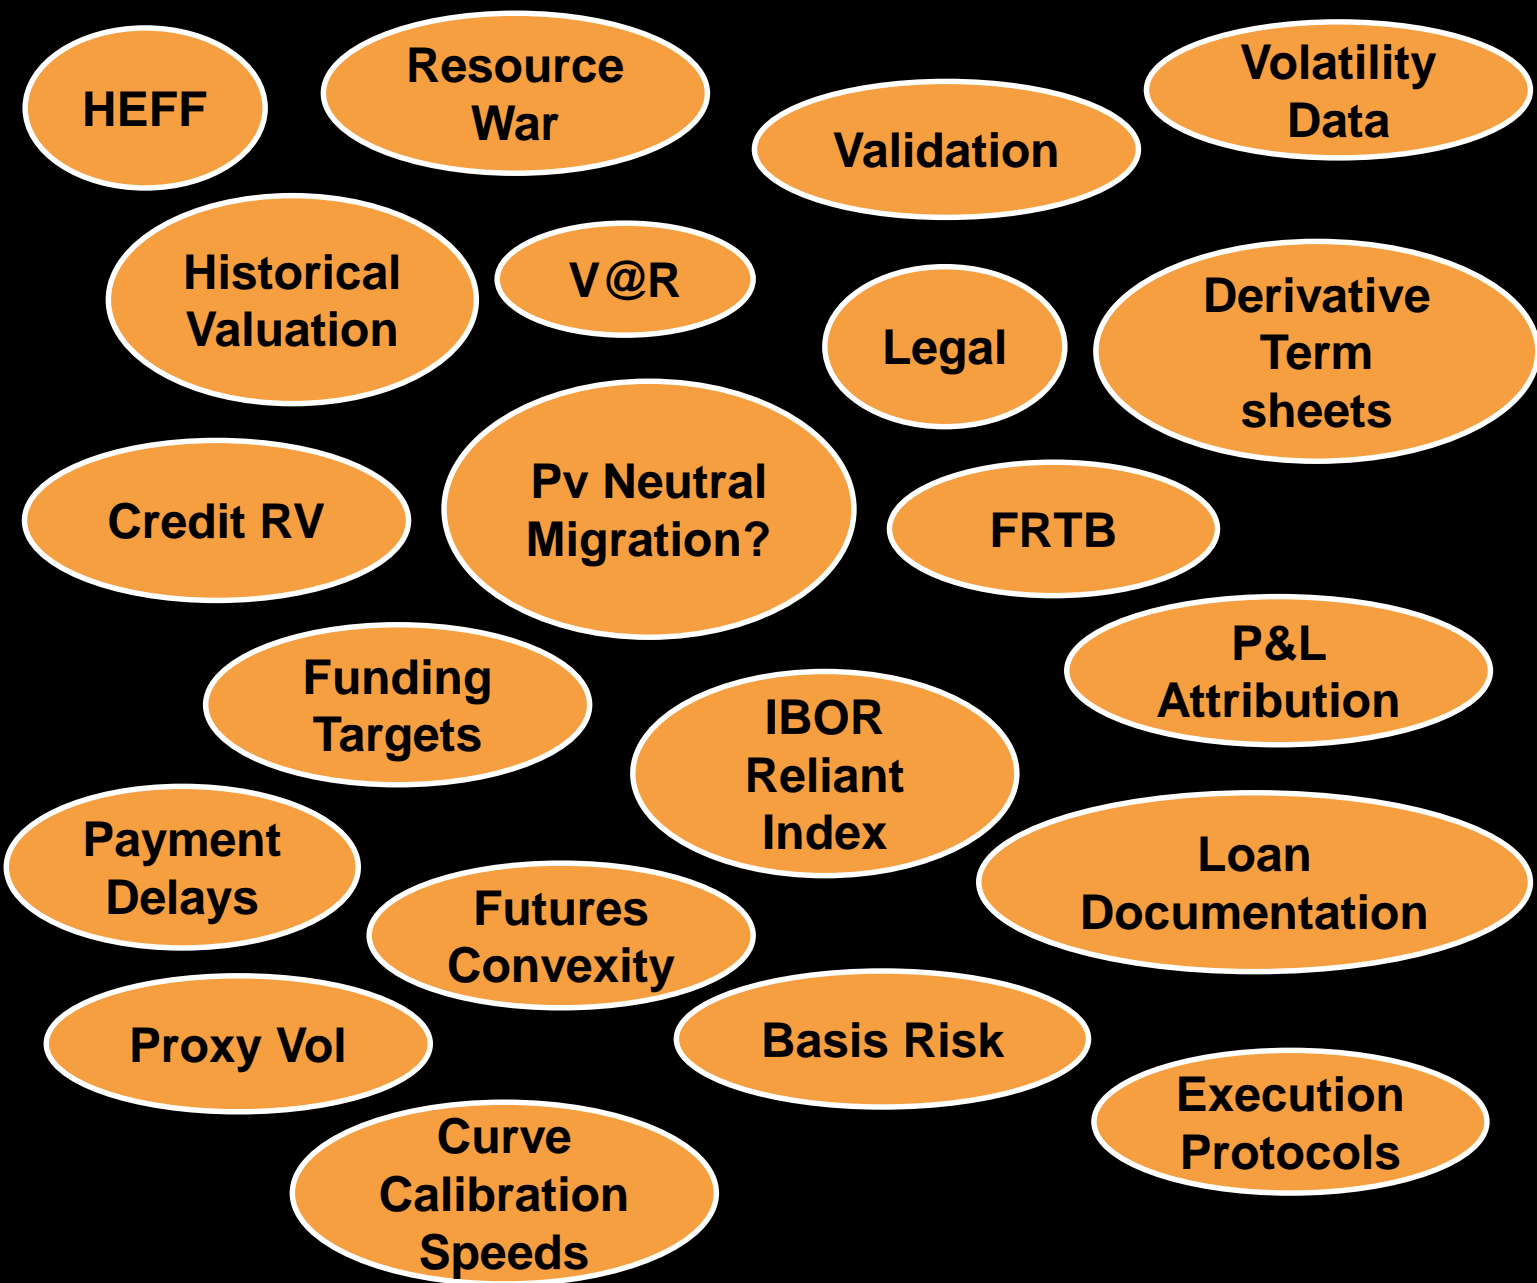 HEFF
Resource
War
Validation
Volatility
Data
Historical
Valuation
V@R
Legal
Derivative
Term
sheets
Credit RV
Pv Neutral
Migration?
FRTB
Funding
Targets
IBOR
Reliant
Index
P&L
Attribution
Payment
Delays
Futures
Convexity
Loan
Documentation
Proxy Vol
Basis Risk
Curve
Calibration
Speeds
Execution
Protocols